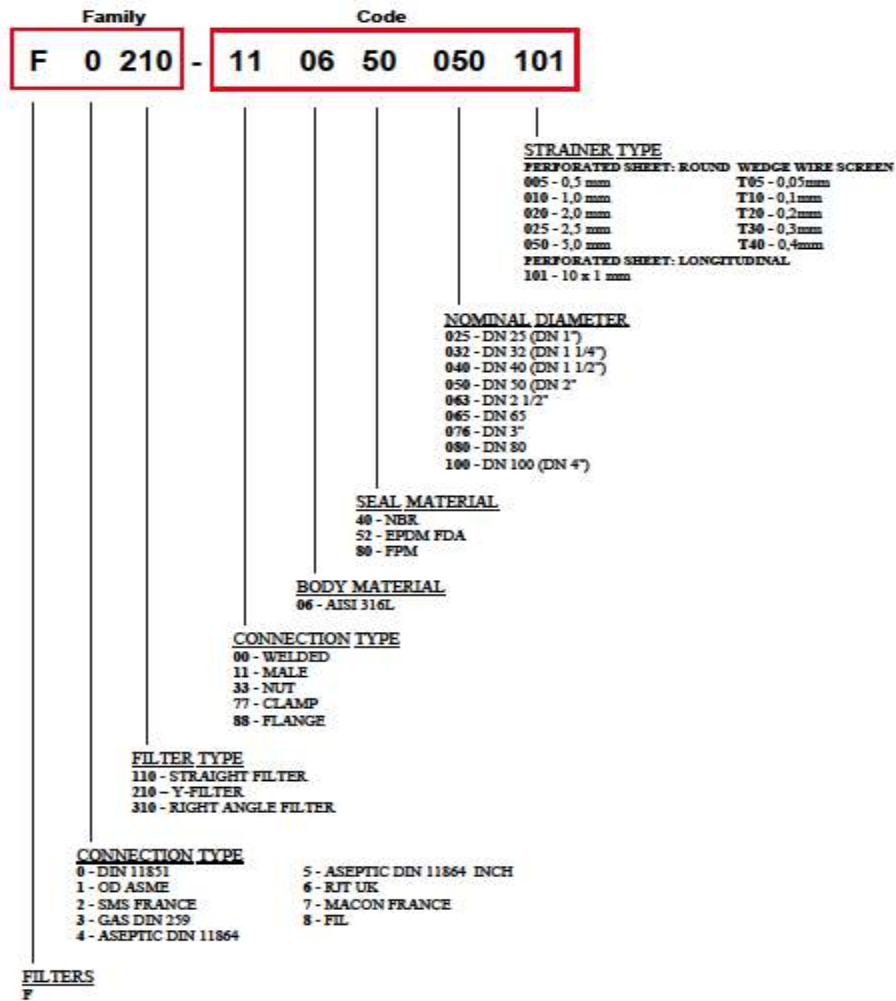 Family Code
F 0 210 - 11 06 50 050 101
STRAINER TYPE
PERFORATED SHEET: ROUND WEDGE WIRE SCREEN
005 - 0,5 mm T05 - 0,05mm
010 - 1,0 mm T10 - 0,1mm
020 - 2,0 mm T20 - 0,2mm
025 - 2,5 mm T30 - 0,3mm
050 - 5,0 mm T40 - 0,4mm
PERFORATED SHEET: LONGITUDINAL
101 - 10 x 1 mm
NOMINAL DIAMETER
025 - DN 25 (DN 1")
032 - DN 32 (DN 1 1/4")
040 - DN 40 (DN 1 1/2")
050 - DN 50 (DN 2"
063 - DN 2 1/2"
065 - DN 65
076 - DN 3"
080 - DN 80
100 - DN 100 (DN 4")
SEAL MATERIAL
40 - NBR
52 - EPDM FDA
80 - FPM
BODY MATERIAL
06 - AISI 316L
CONNECTION TYPE
00 - WELDED
11 - MALE
33 - NUT
77 - CLAMP
88 - FLANGE
FILTER TYPE
110 - STRAIGHT FILTER
210 – Y-FILTER
310 - RIGHT ANGLE FILTER
CONNECTION TYPE
0 - DIN 11851 5 - ASEPTIC DIN 11864 INCH
1 - OD ASME 6 - RJT UK
2 - SMS FRANCE 7 - MACON FRANCE
3 - GAS DIN 259 8 - FIL
4 - ASEPTIC DIN 11864
FILTERS
F